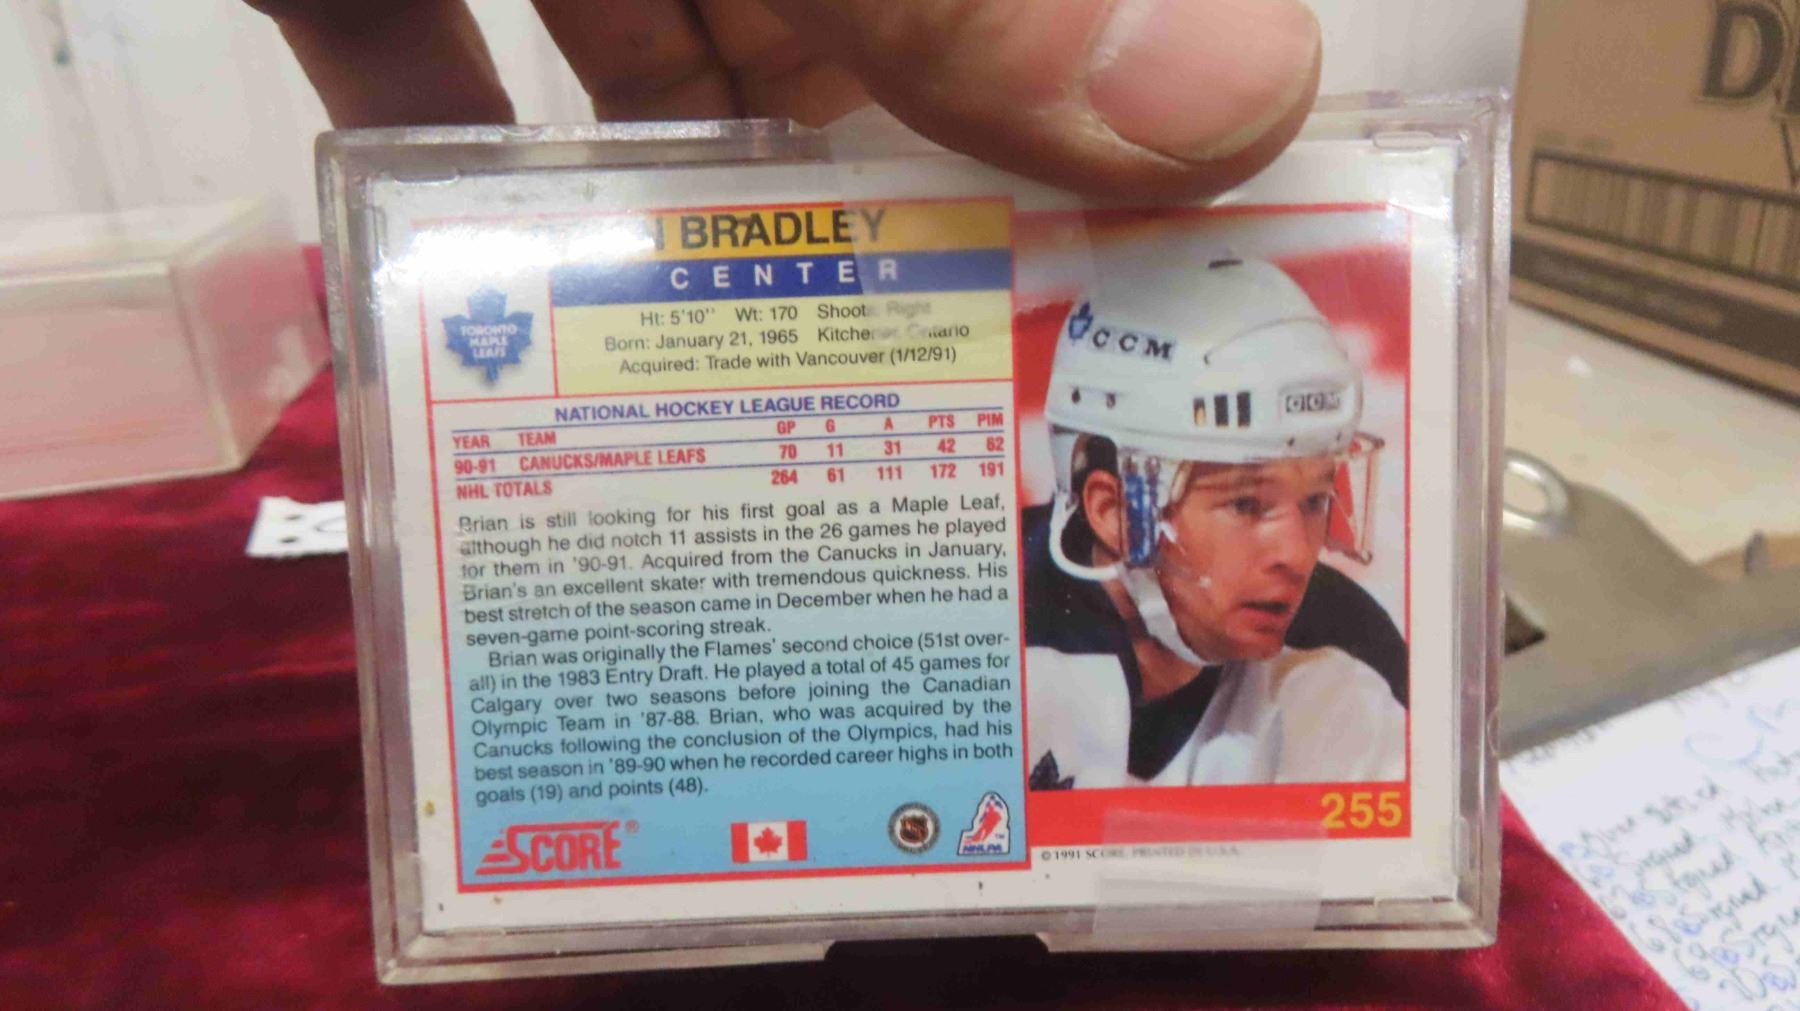 BRADLEY
CENTER
TORONTO
MAPLE
LEAFS
Ht: 5'10'' Wt: 170 Shoots: Right
Born: January 21, 1965 Kitchener, Ontario
Acquired: Trade with Vancouver (1/12/91)
NATIONAL HOCKEY LEAGUE RECORD
YEAR TEAM GP G A PTS PIM
90-91 CANUCKS/MAPLE LEAFS 70 11 31 42 62
NHL TOTALS 264 61 111 172 191
Brian is still looking for his first goal as a Maple Leaf,
although he did notch 11 assists in the 26 games he played
for them in '90-91. Acquired from the Canucks in January,
Brian's an excellent skater with tremendous quickness. His
best stretch of the season came in December when he had a
seven-game point-scoring streak.
Brian was originally the Flames' second choice (51st over-
all) in the 1983 Entry Draft. He played a total of 45 games for
Calgary over two seasons before joining the Canadian
Olympic Team in '87-88. Brian, who was acquired by the
Canucks following the conclusion of the Olympics, had his
best season in '89-90 when he recorded career highs in both
goals (19) and points (48).
SCORE®
NHLPA TM
CCM
CCM
255
© 1991 SCORE, PRINTED IN U.S.A.